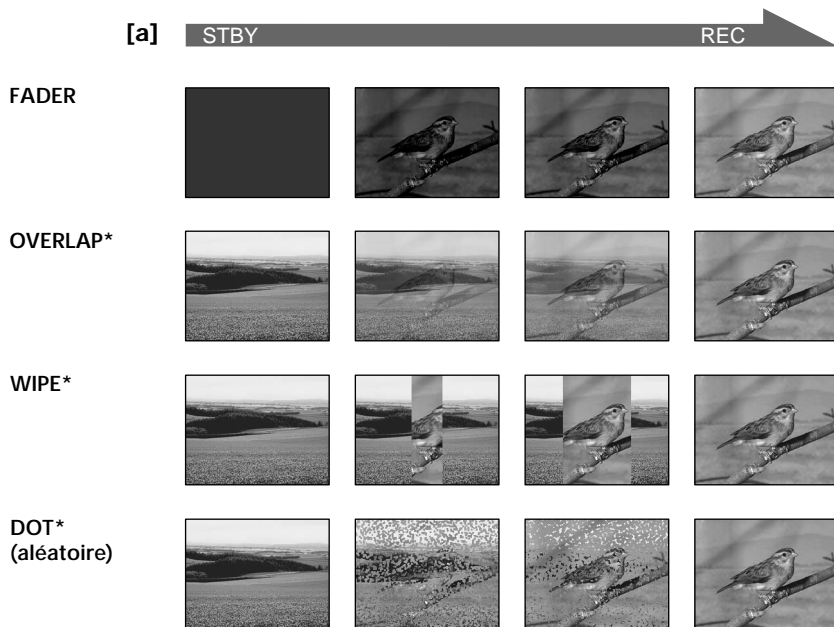 [a] STBY REC
FADER
OVERLAP*
WIPE*
DOT*
(aléatoire)